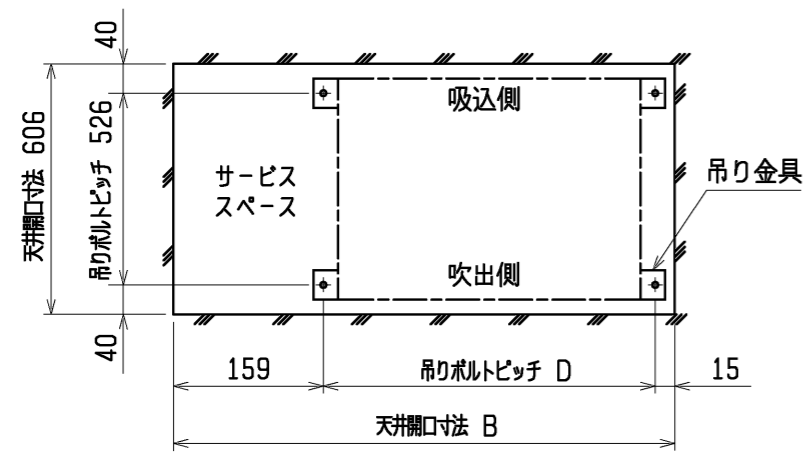 40
吸込側
天井開口寸法 606
吊りボルトピッチ 526
サービス
スペース
吊り金具
吹出側
40
159
吊りボルトピッチ D
15
天井開口寸法 B